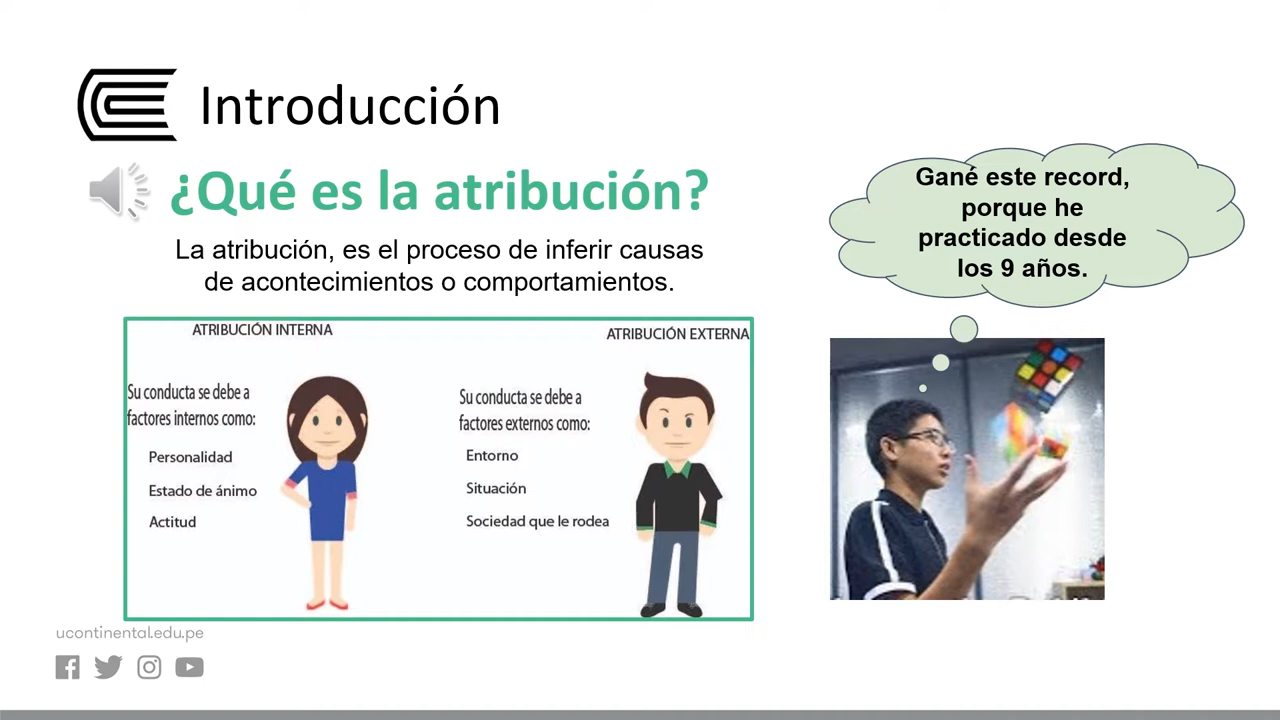 Introducción
¿Qué es la atribución?
La atribución, es el proceso de inferir causas
de acontecimientos o comportamientos.
ATRIBUCIÓN INTERNA
Su conducta se debe a
factores internos como:
Personalidad
Estado de ánimo
Actitud
ATRIBUCIÓN EXTERNA
Su conducta se debe a
factores externos como:
Entorno
Situación
Sociedad que le rodea
Gané este record,
porque he
practicado desde
los 9 años.
ucontinental.edu.pe